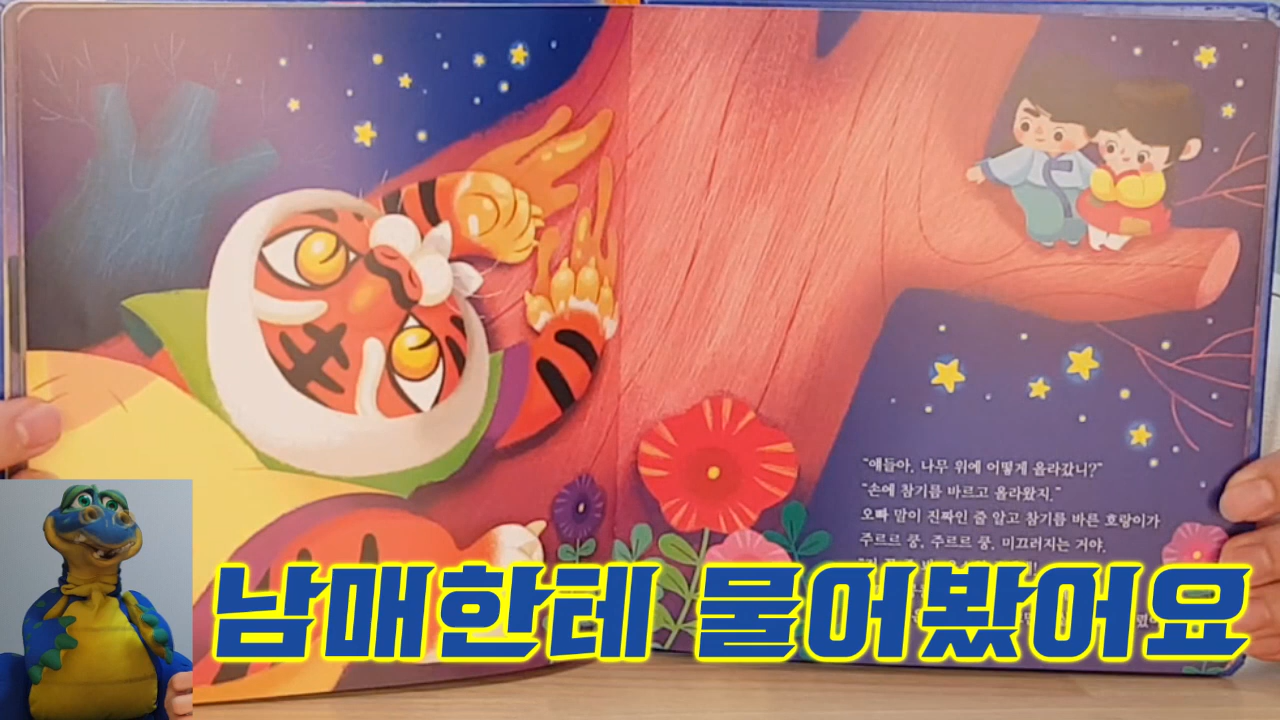 "얘들아, 나무 위에 어떻게 올라갔니?"
"손에 참기름 바르고 올라왔지."
오빠 말이 진짜인 줄 알고 참기름 바른 호랑이가
주르르 쿵, 주르르 쿵, 미끄러지는 거야.
남매한테 물어봤어요